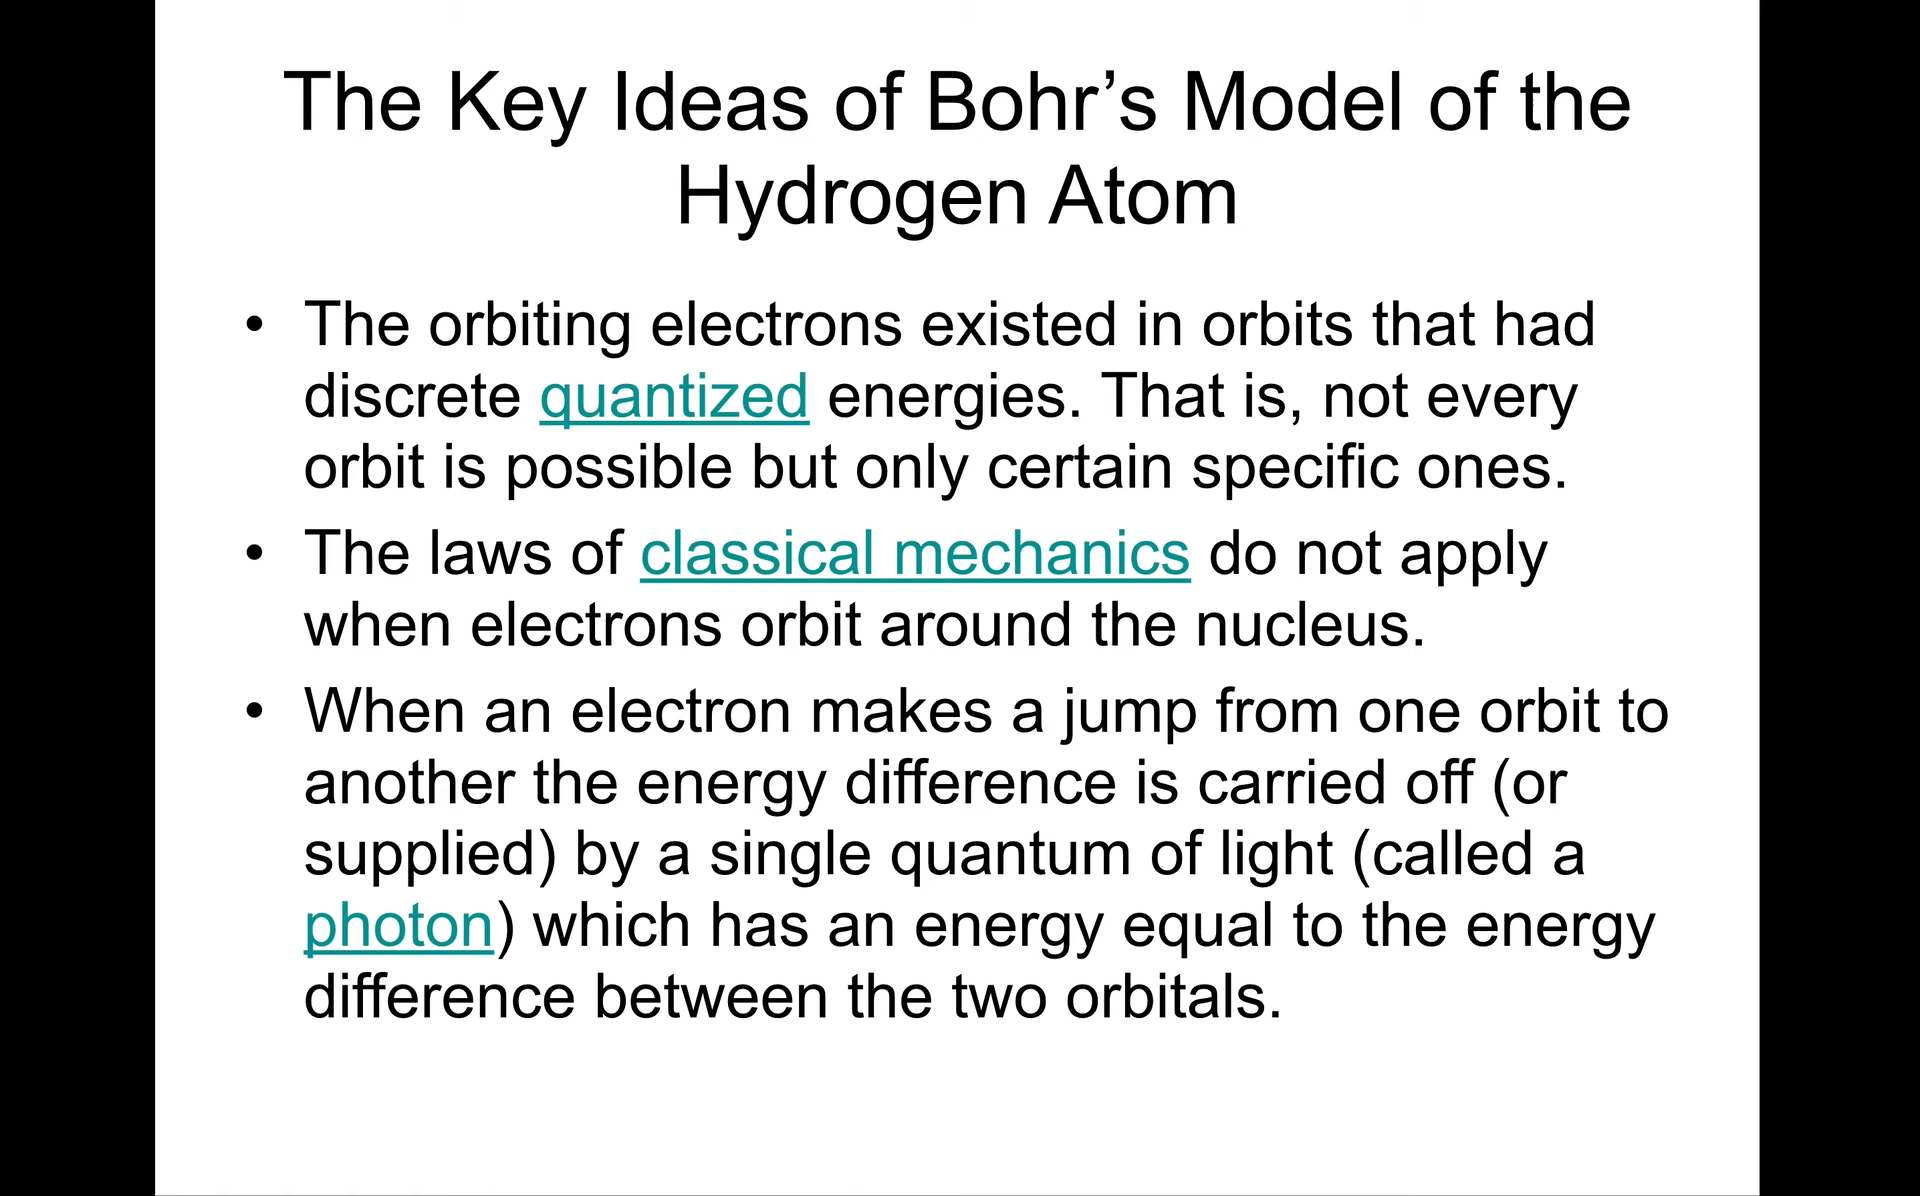 The Key Ideas of Bohr’s Model of the
Hydrogen Atom
• The orbiting electrons existed in orbits that had
discrete quantized energies. That is, not every
orbit is possible but only certain specific ones.
• The laws of classical mechanics do not apply
when electrons orbit around the nucleus.
• When an electron makes a jump from one orbit to
another the energy difference is carried off (or
supplied) by a single quantum of light (called a
photon) which has an energy equal to the energy
difference between the two orbitals.